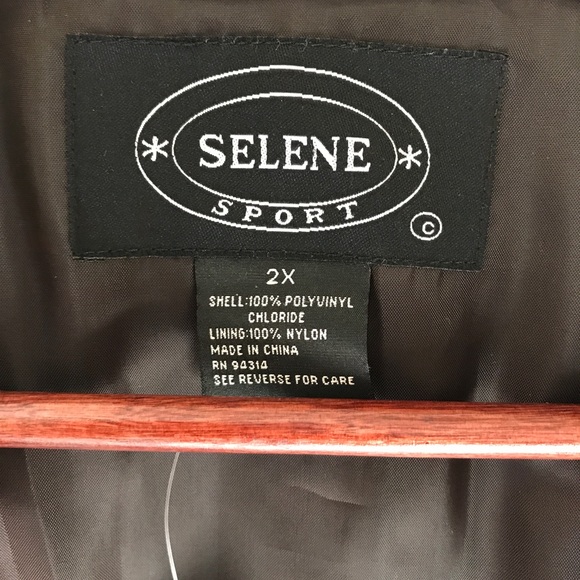 * SELENE *
SPORT
©
2X
SHELL:100% POLYVINYL
CHLORIDE
LINING:100% NYLON
MADE IN CHINA
RN 94314
SEE REVERSE FOR CARE